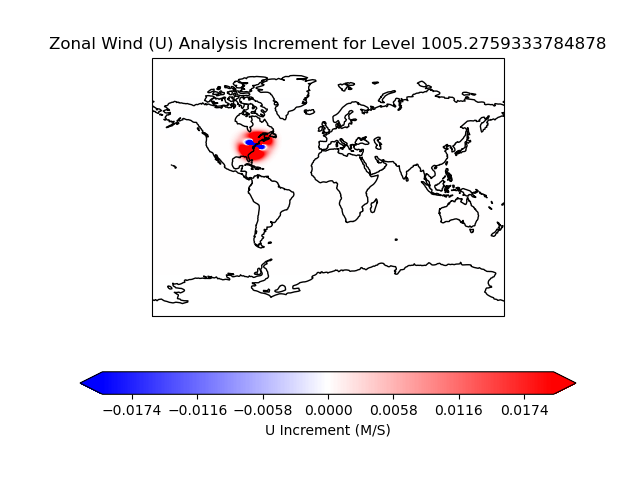 Zonal Wind (U) Analysis Increment for Level 1005.2759333784878
−0.0174 −0.0116 −0.0058 0.0000 0.0058 0.0116 0.0174
U Increment (M/S)